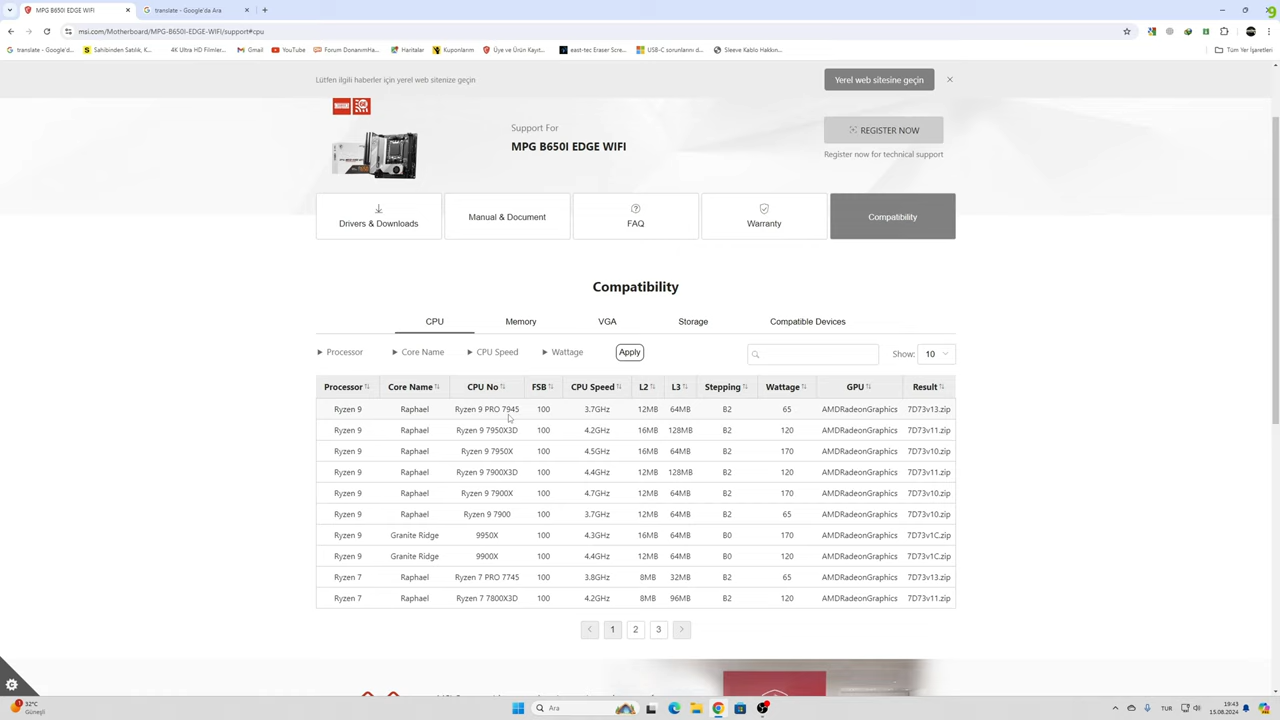 MPG B650I EDGE WIFI
translate - Google'da Ara
msi.com/Motherboard/MPG-B650I-EDGE-WIFI/support#cpu
translate - Google'd...
Sahibinden Satılık, K...
4K Ultra HD Filmler...
Gmail
YouTube
Forum DonanımHa...
Haritalar
Kuponlarım
Üye ve Ürün Kayıt...
east-tec Eraser Scre...
USB-C sorunlarını d...
Sleeve Kablo Hakkın...
Tüm Yer İşaretleri
Lütfen ilgili haberler için yerel web sitenize geçin
Yerel web sitesine geçin
Support For
MPG B650I EDGE WIFI
REGISTER NOW
Register now for technical support
Drivers & Downloads
Manual & Document
FAQ
Warranty
Compatibility
Compatibility
CPU Memory VGA Storage Compatible Devices
Processor Core Name CPU Speed Wattage Apply Show: 10
Processor Core Name CPU No FSB CPU Speed L2 L3 Stepping Wattage GPU Result
Ryzen 9 Raphael Ryzen 9 PRO 7945 100 3.7GHz 12MB 64MB B2 65 AMDRadeonGraphics 7D73v13.zip
Ryzen 9 Raphael Ryzen 9 7950X3D 100 4.2GHz 16MB 128MB B2 120 AMDRadeonGraphics 7D73v11.zip
Ryzen 9 Raphael Ryzen 9 7950X 100 4.5GHz 16MB 64MB B2 170 AMDRadeonGraphics 7D73v10.zip
Ryzen 9 Raphael Ryzen 9 7900X3D 100 4.4GHz 12MB 128MB B2 120 AMDRadeonGraphics 7D73v11.zip
Ryzen 9 Raphael Ryzen 9 7900X 100 4.7GHz 12MB 64MB B2 170 AMDRadeonGraphics 7D73v10.zip
Ryzen 9 Raphael Ryzen 9 7900 100 3.7GHz 12MB 64MB B2 65 AMDRadeonGraphics 7D73v10.zip
Ryzen 9 Granite Ridge 9950X 100 4.3GHz 16MB 64MB B0 170 AMDRadeonGraphics 7D73v1C.zip
Ryzen 9 Granite Ridge 9900X 100 4.4GHz 12MB 64MB B0 120 AMDRadeonGraphics 7D73v1C.zip
Ryzen 7 Raphael Ryzen 7 PRO 7745 100 3.8GHz 8MB 32MB B2 65 AMDRadeonGraphics 7D73v13.zip
Ryzen 7 Raphael Ryzen 7 7800X3D 100 4.2GHz 8MB 96MB B2 120 AMDRadeonGraphics 7D73v11.zip
1 2 3
32°C
Güneşli
Ara
TUR
19:43
15.08.2024